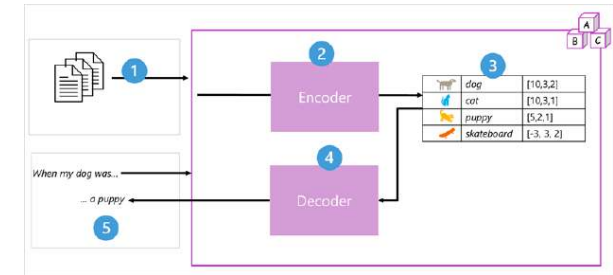 A
B C
1
2
Encoder
3
dog [10,3,2]
cat [10,3,1]
puppy [5,2,1]
skateboard [-3, 3, 2]
4
Decoder
When my dog was...
... a puppy
5